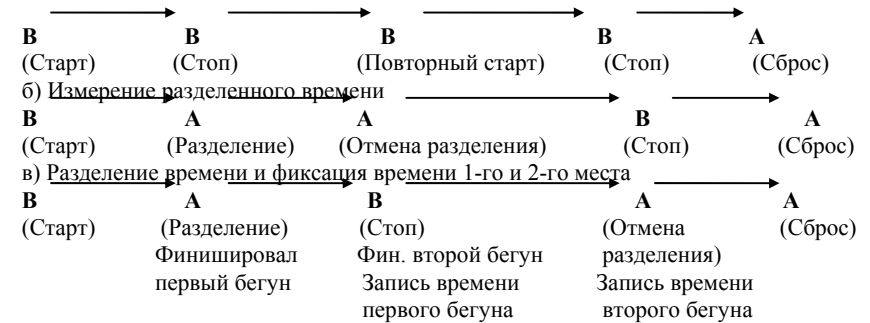 В В В В А
(Старт) (Стоп) (Повторный старт) (Стоп) (Сброс)
б) Измерение разделенного времени
В А А В А
(Старт) (Разделение) (Отмена разделения) (Стоп) (Сброс)
в) Разделение времени и фиксация времени 1-го и 2-го места
В А В А А
(Старт) (Разделение) (Стоп) (Отмена (Сброс)
Финишировал Фин. второй бегун разделения)
первый бегун Запись времени Запись времени
первого бегуна второго бегуна